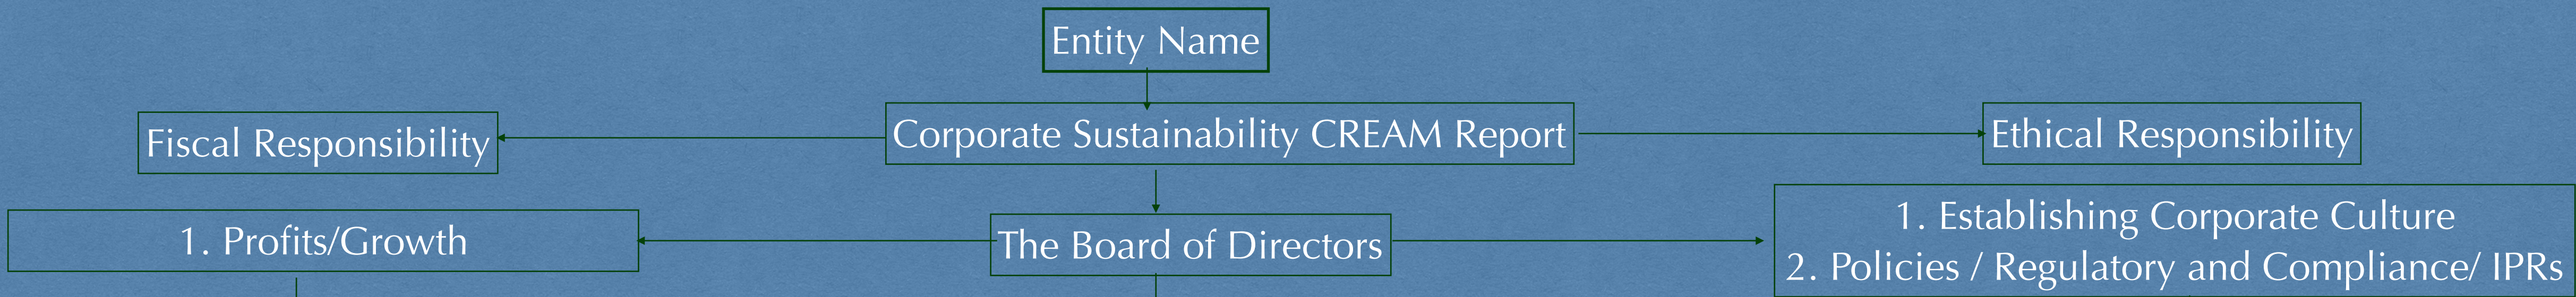 Entity Name
Fiscal Responsibility
Corporate Sustainability CREAM Report
Ethical Responsibility
1. Profits/Growth
The Board of Directors
1. Establishing Corporate Culture
2. Policies / Regulatory and Compliance/ IPRs